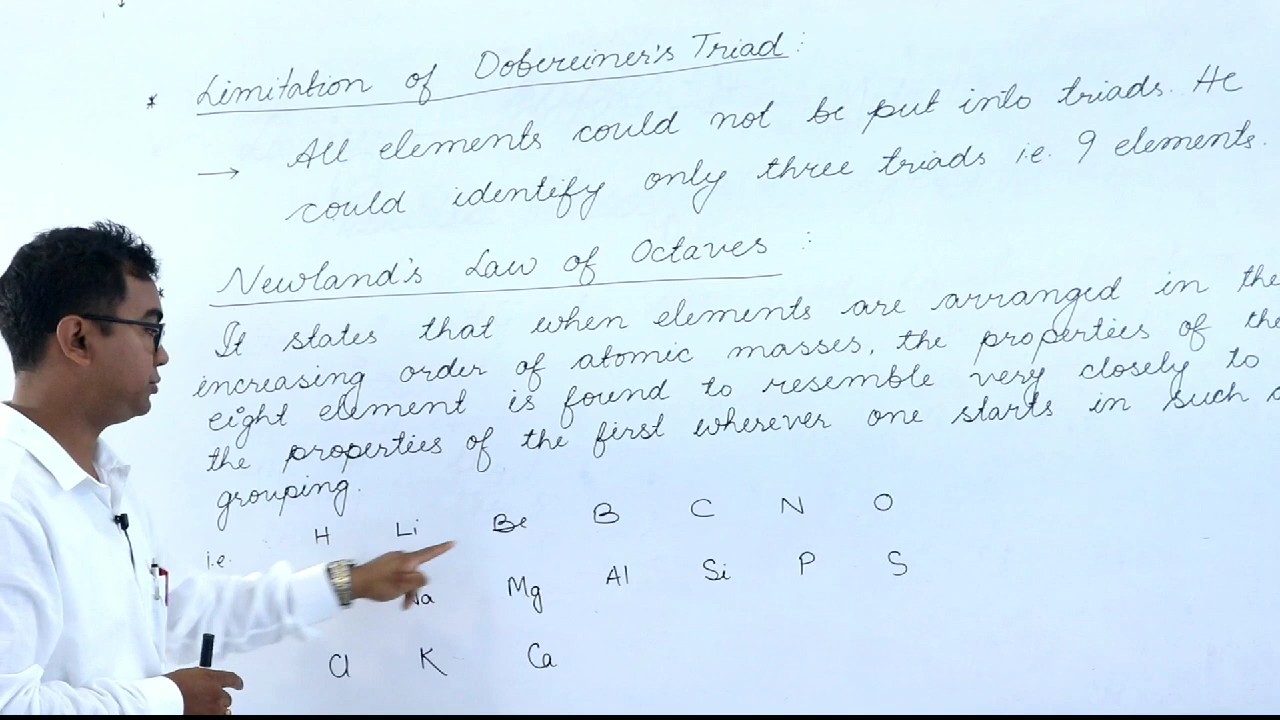 * Limitation of Dobereiner's Triad :
→ All elements could not be put into triads. He
could identify only three triads i.e. 9 elements.
Newland's Law of Octaves :
It states that when elements are arranged in the
increasing order of atomic masses, the properties of the
eight element is found to resemble very closely to
the properties of the first wherever one starts in such a
grouping.
i.e. H Li Be B C N O
Na Mg Al Si P S
Cl K Ca